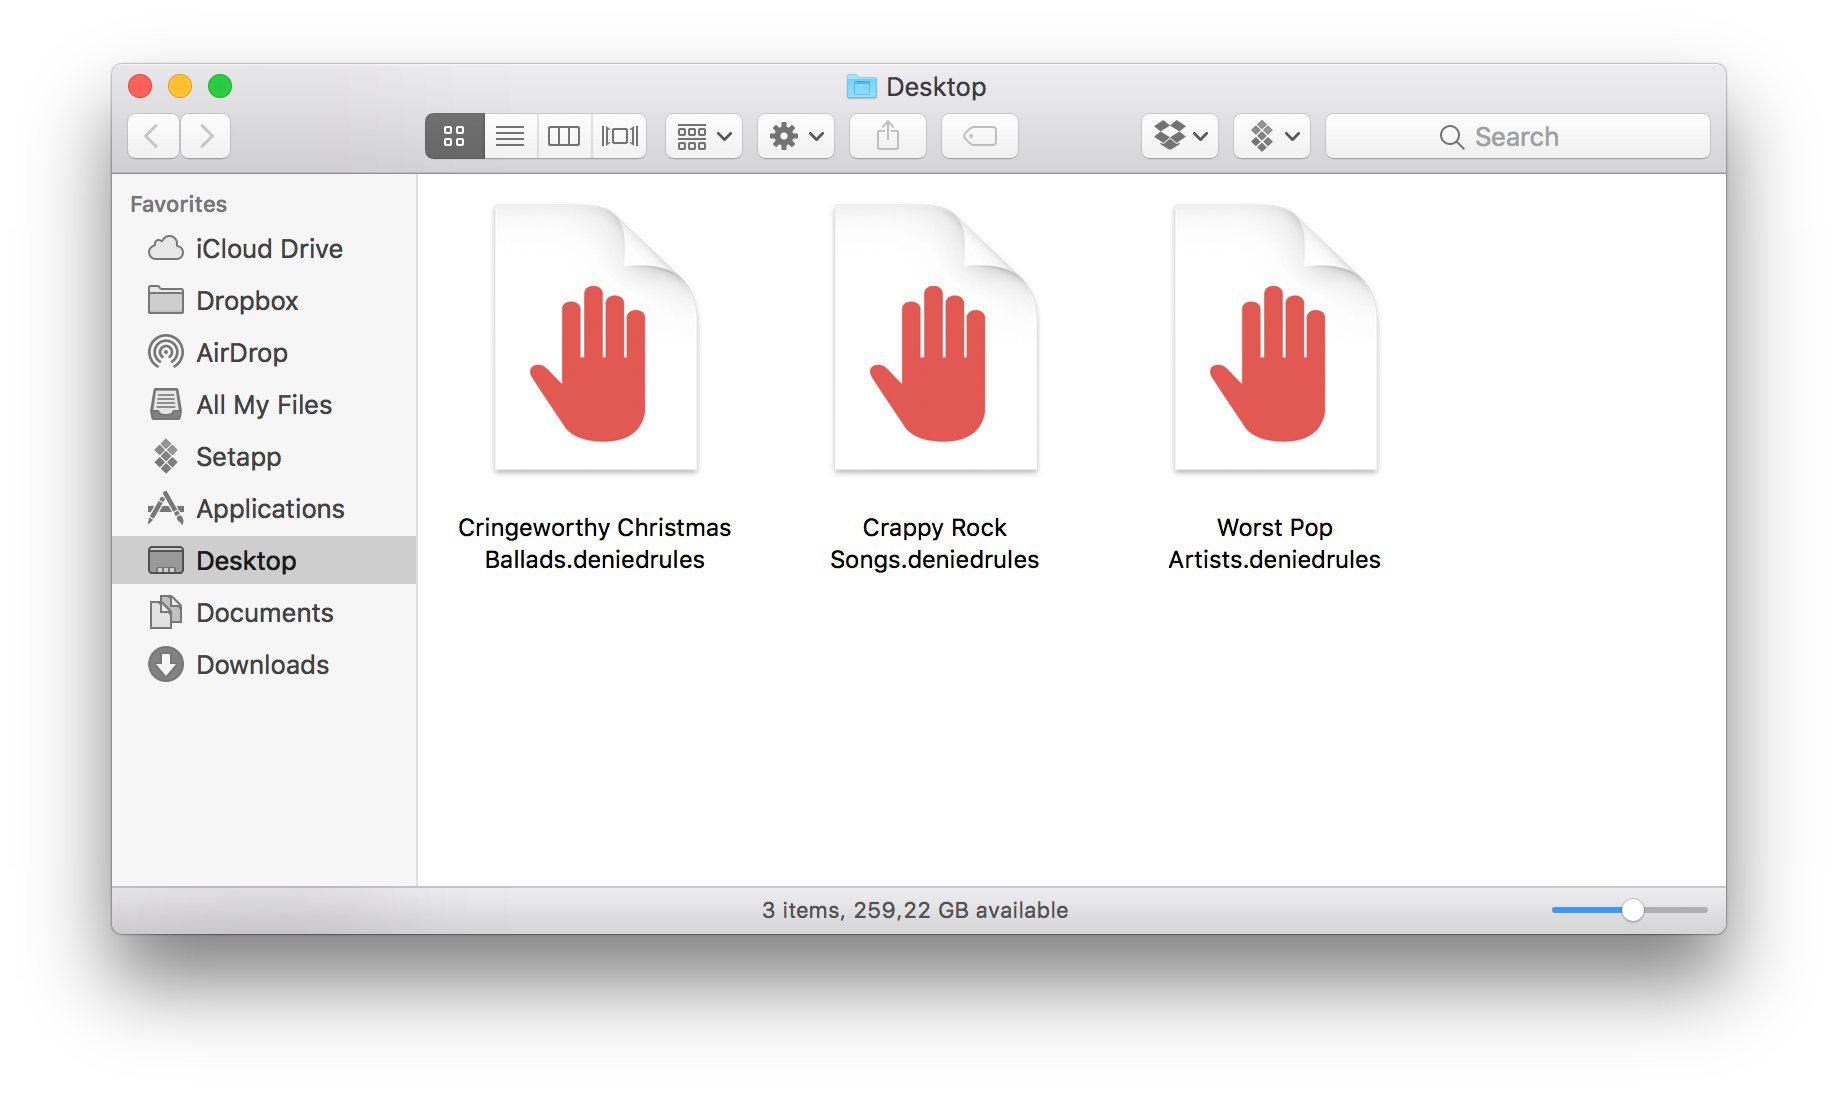 Desktop
Search
Favorites
iCloud Drive
Dropbox
AirDrop
All My Files
Setapp
Applications
Desktop
Documents
Downloads
Cringeworthy Christmas
Ballads.deniedrules
Crappy Rock
Songs.deniedrules
Worst Pop
Artists.deniedrules
3 items, 259,22 GB available